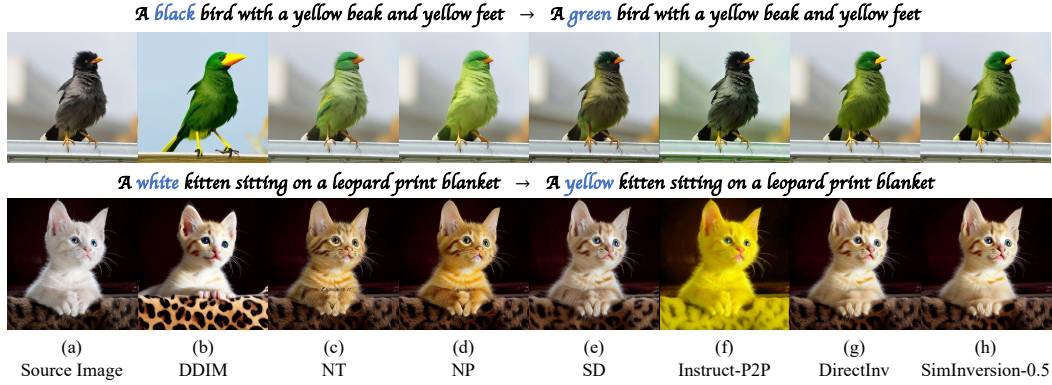 A black bird with a yellow beak and yellow feet → A green bird with a yellow beak and yellow feet
A white kitten sitting on a leopard print blanket → A yellow kitten sitting on a leopard print blanket
(a) (b) (c) (d) (e) (f) (g) (h)
Source Image DDIM NT NP SD Instruct-P2P DirectInv SimInversion-0.5